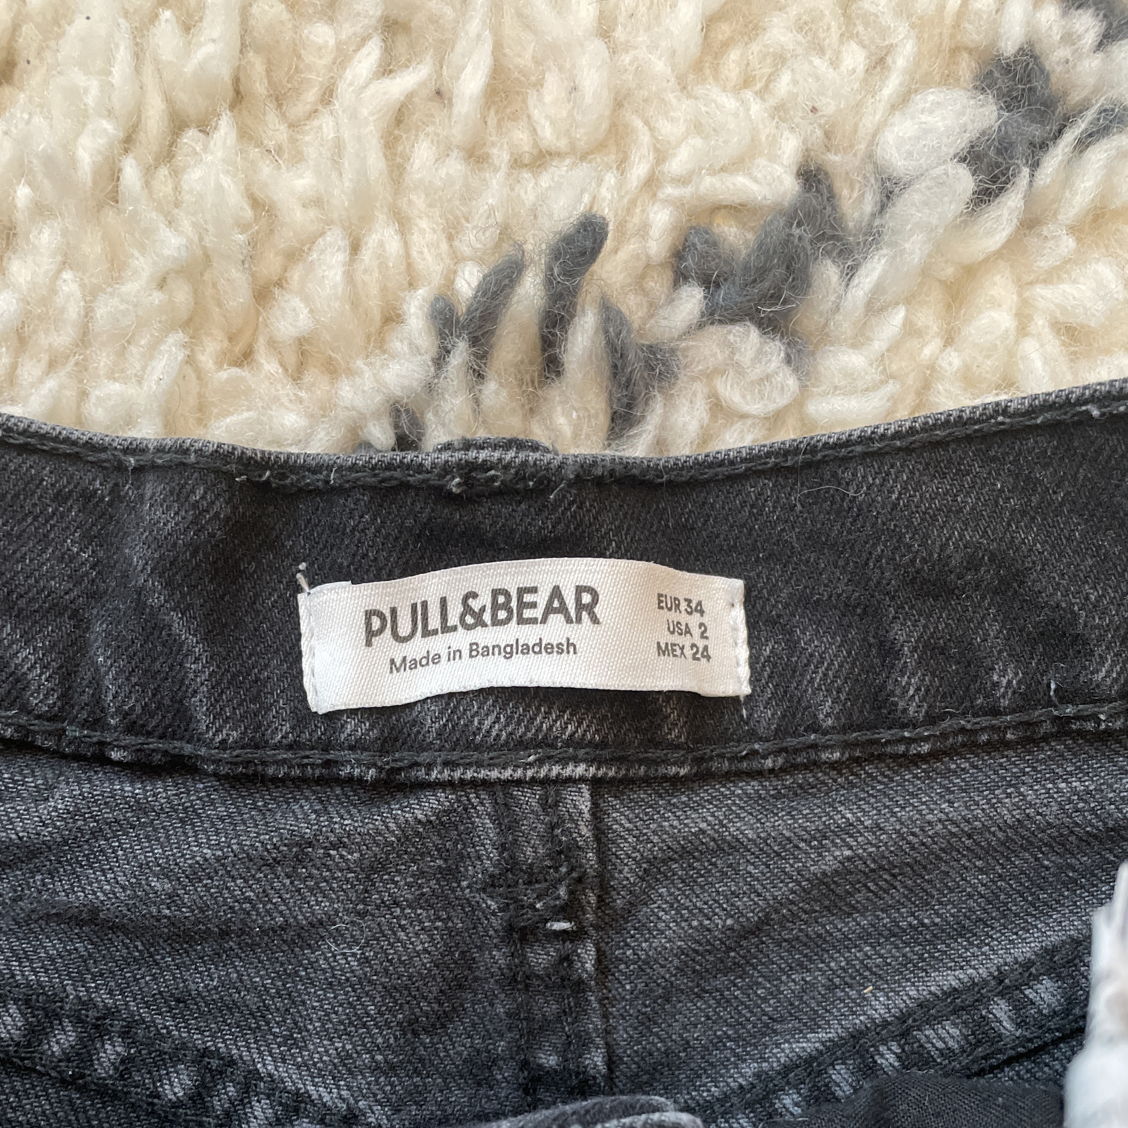 PULL&BEAR
Made in Bangladesh
EUR 34
USA 2
MEX 24